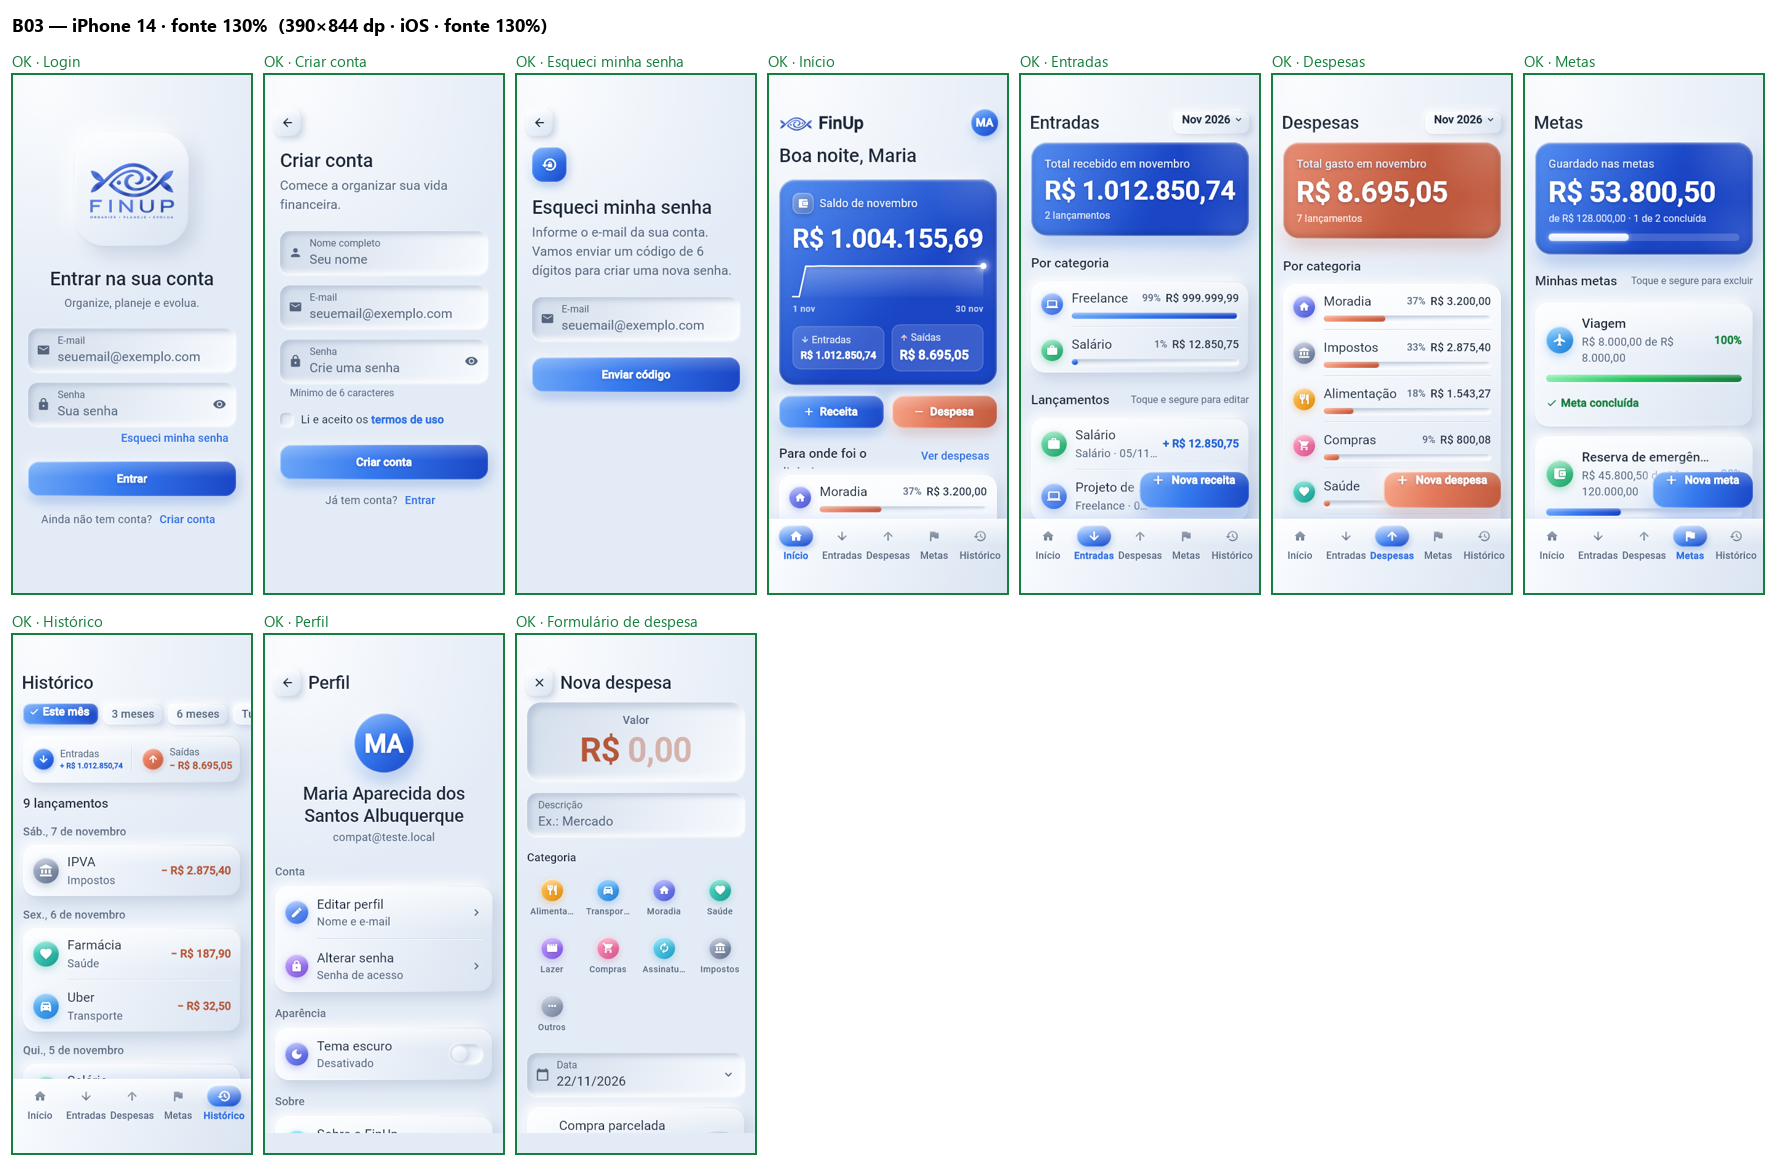 B03 — iPhone 14 · fonte 130%  (390×844 dp · iOS · fonte 130%)
OK · Login
FINUP
ORGANIZE • PLANEJE • EVOLUA
Entrar na sua conta
Organize, planeje e evolua.
E-mail
seuemail@exemplo.com
Senha
Sua senha
Esqueci minha senha
Entrar
Ainda não tem conta? Criar conta
OK · Criar conta
Criar conta
Comece a organizar sua vida
financeira.
Nome completo
Seu nome
E-mail
seuemail@exemplo.com
Senha
Crie uma senha
Mínimo de 6 caracteres
Li e aceito os termos de uso
Criar conta
Já tem conta? Entrar
OK · Esqueci minha senha
Esqueci minha senha
Informe o e-mail da sua conta.
Vamos enviar um código de 6
dígitos para criar uma nova senha.
E-mail
seuemail@exemplo.com
Enviar código
OK · Início
FinUp
MA
Boa noite, Maria
Saldo de novembro
R$ 1.004.155,69
1 nov
30 nov
↓ Entradas
R$ 1.012.850,74
↑ Saídas
R$ 8.695,05
+ Receita
− Despesa
Para onde foi o
Ver despesas
Moradia
37% R$ 3.200,00
Início
Entradas
Despesas
Metas
Histórico
OK · Entradas
Entradas
Nov 2026
Total recebido em novembro
R$ 1.012.850,74
2 lançamentos
Por categoria
Freelance
99% R$ 999.999,99
Salário
1% R$ 12.850,75
Lançamentos
Toque e segure para editar
Salário
Salário · 05/11...
+ R$ 12.850,75
Projeto de
Freelance · 0...
+ Nova receita
Início
Entradas
Despesas
Metas
Histórico
OK · Despesas
Despesas
Nov 2026
Total gasto em novembro
R$ 8.695,05
7 lançamentos
Por categoria
Moradia
37% R$ 3.200,00
Impostos
33% R$ 2.875,40
Alimentação
18% R$ 1.543,27
Compras
9% R$ 800,08
Saúde
+ Nova despesa
Início
Entradas
Despesas
Metas
Histórico
OK · Metas
Metas
Guardado nas metas
R$ 53.800,50
de R$ 128.000,00 · 1 de 2 concluída
Minhas metas
Toque e segure para excluir
Viagem
R$ 8.000,00 de R$
8.000,00
100%
Meta concluída
Reserva de emergên...
R$ 45.800,50
120.000,00
+ Nova meta
Início
Entradas
Despesas
Metas
Histórico
OK · Histórico
Histórico
Este mês
3 meses
6 meses
Tu
Entradas
+ R$ 1.012.850,74
Saídas
− R$ 8.695,05
9 lançamentos
Sáb., 7 de novembro
IPVA
Impostos
− R$ 2.875,40
Sex., 6 de novembro
Farmácia
Saúde
− R$ 187,90
Uber
Transporte
− R$ 32,50
Qui., 5 de novembro
Salário
Início
Entradas
Despesas
Metas
Histórico
OK · Perfil
Perfil
MA
Maria Aparecida dos
Santos Albuquerque
compat@teste.local
Conta
Editar perfil
Nome e e-mail
Alterar senha
Senha de acesso
Aparência
Tema escuro
Desativado
Sobre
Sobre o FinUp
OK · Formulário de despesa
Nova despesa
Valor
R$ 0,00
Descrição
Ex.: Mercado
Categoria
Alimenta...
Transpor...
Moradia
Saúde
Lazer
Compras
Assinatu...
Impostos
Outros
Data
22/11/2026
Compra parcelada